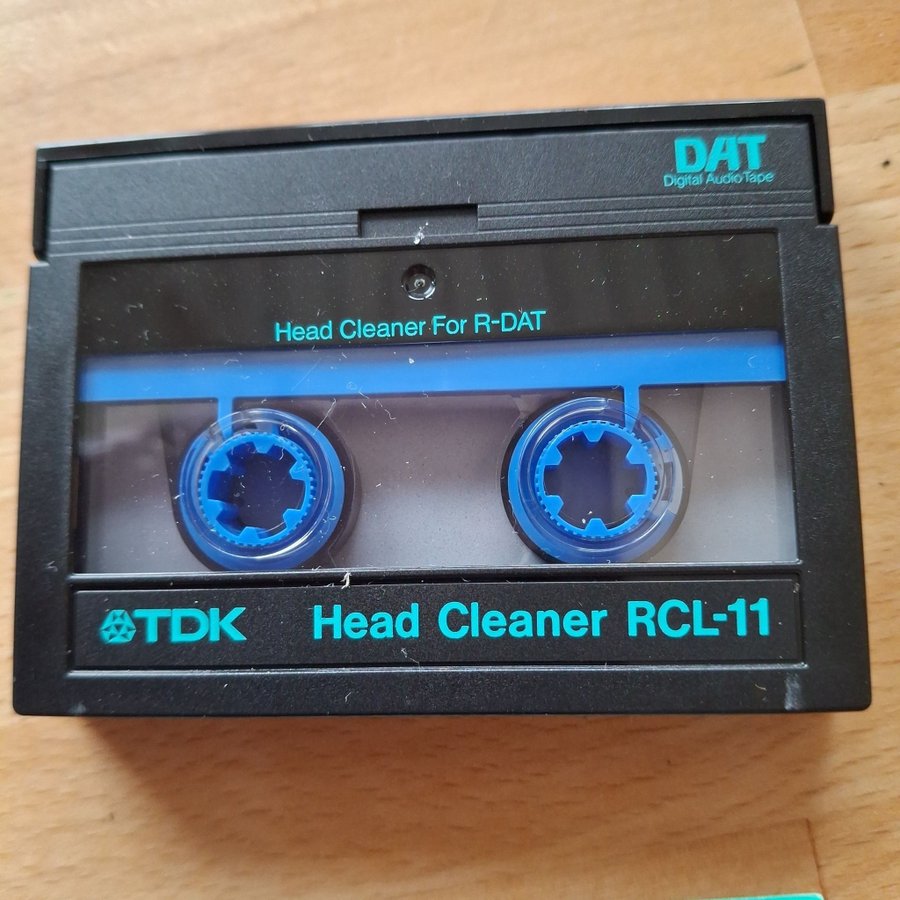 DAT
Digital Audio Tape
Head Cleaner For R-DAT
TDK Head Cleaner RCL-11